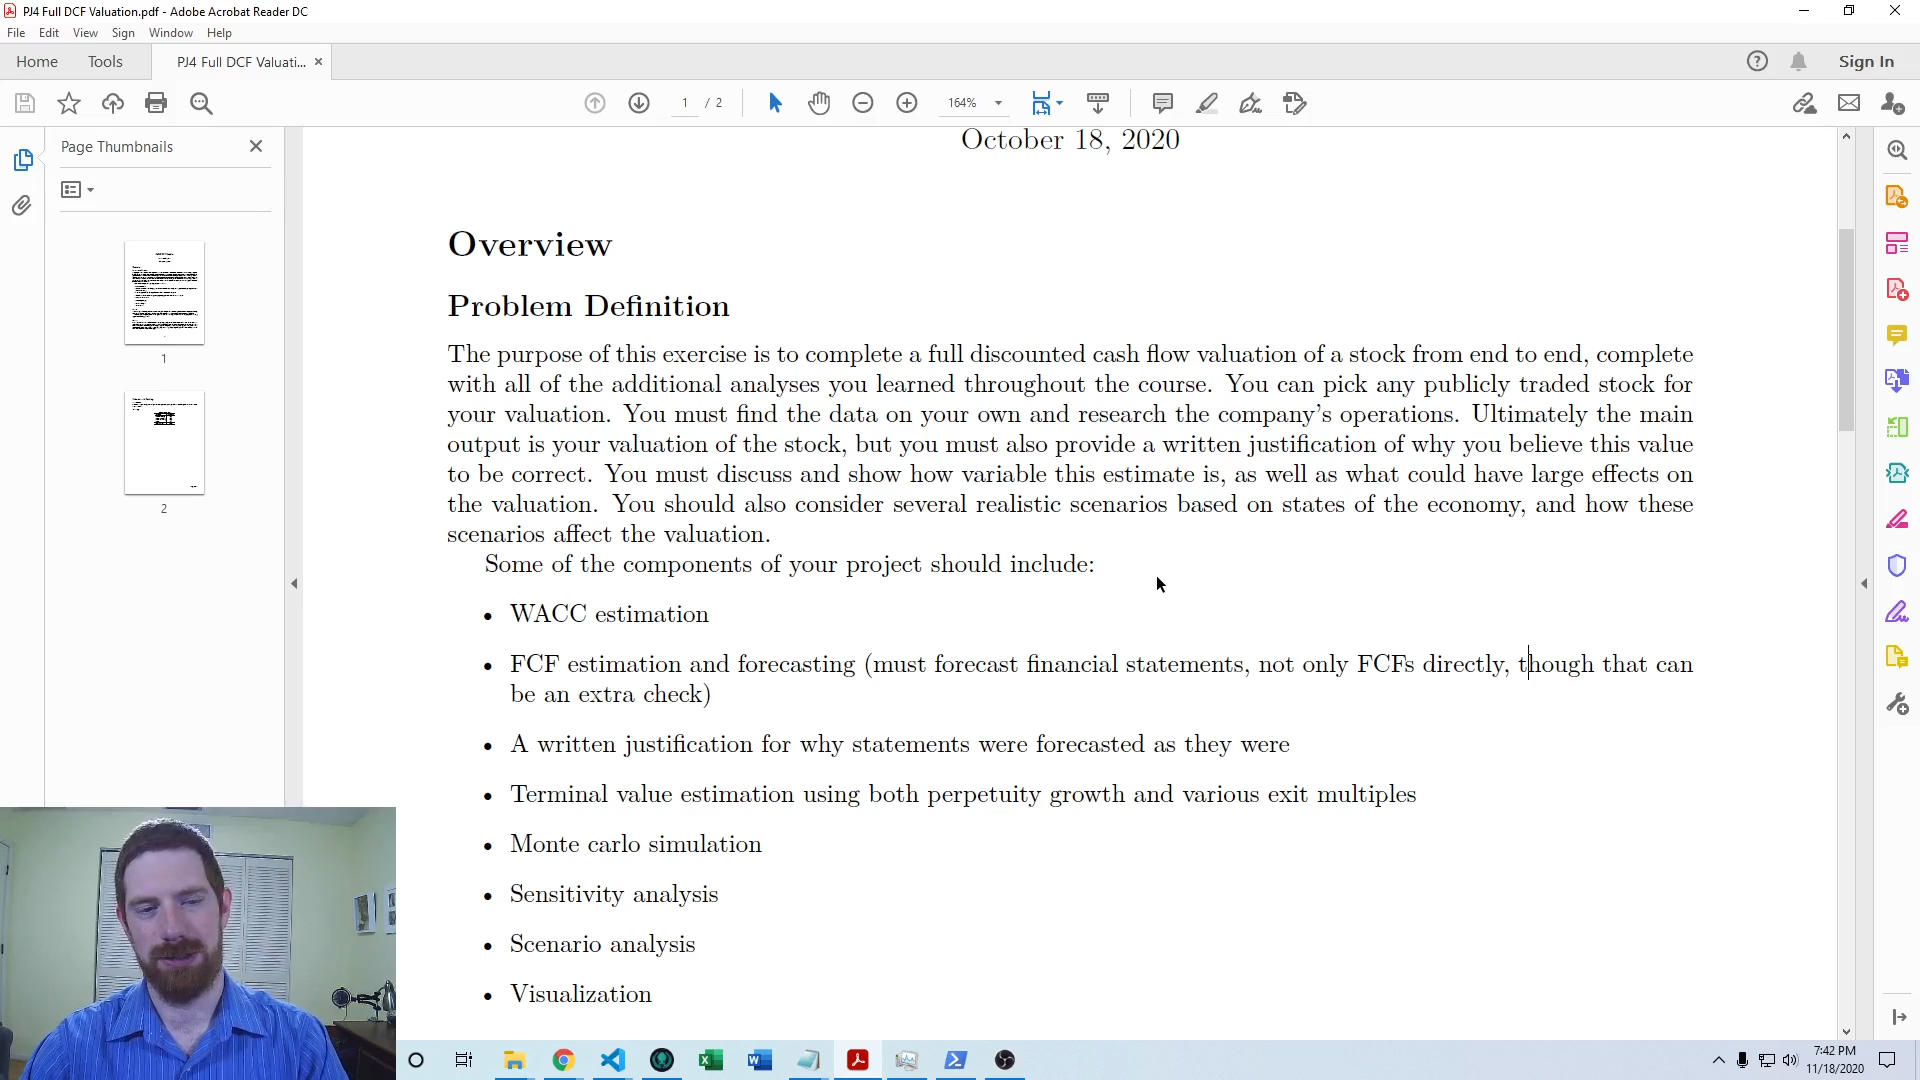 PJ4 Full DCF Valuation.pdf - Adobe Acrobat Reader DC
File Edit View Sign Window Help
Home Tools PJ4 Full DCF Valuati... Sign In
1 / 2 164%
Page Thumbnails
1
2
October 18, 2020
Overview
Problem Definition
The purpose of this exercise is to complete a full discounted cash flow valuation of a stock from end to end, complete
with all of the additional analyses you learned throughout the course. You can pick any publicly traded stock for
your valuation. You must find the data on your own and research the company's operations. Ultimately the main
output is your valuation of the stock, but you must also provide a written justification of why you believe this value
to be correct. You must discuss and show how variable this estimate is, as well as what could have large effects on
the valuation. You should also consider several realistic scenarios based on states of the economy, and how these
scenarios affect the valuation.
Some of the components of your project should include:
• WACC estimation
• FCF estimation and forecasting (must forecast financial statements, not only FCFs directly, though that can
be an extra check)
• A written justification for why statements were forecasted as they were
• Terminal value estimation using both perpetuity growth and various exit multiples
• Monte carlo simulation
• Sensitivity analysis
• Scenario analysis
• Visualization
7:42 PM
11/18/2020